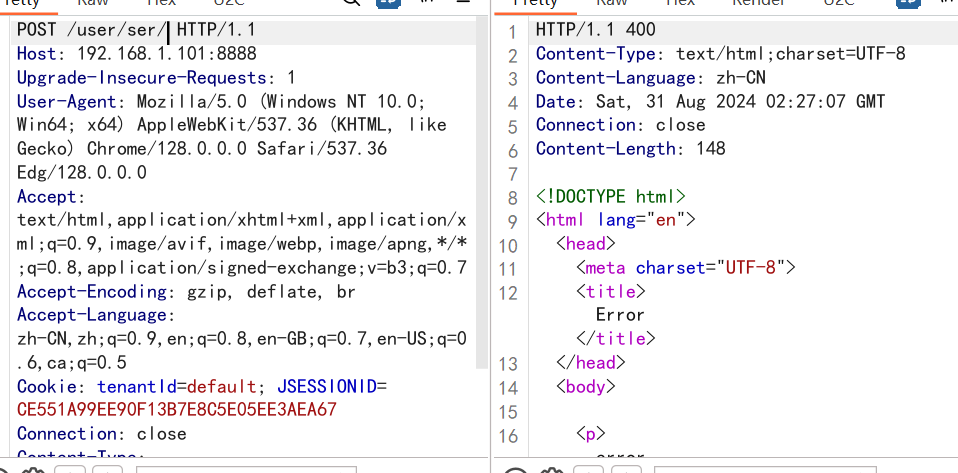 Pretty Raw Hex U2C
POST /user/ser/ HTTP/1.1
Host: 192.168.1.101:8888
Upgrade-Insecure-Requests: 1
User-Agent: Mozilla/5.0 (Windows NT 10.0;
Win64; x64) AppleWebKit/537.36 (KHTML, like
Gecko) Chrome/128.0.0.0 Safari/537.36
Edg/128.0.0.0
Accept:
text/html,application/xhtml+xml,application/x
ml;q=0.9,image/avif,image/webp,image/apng,*/*
;q=0.8,application/signed-exchange;v=b3;q=0.7
Accept-Encoding: gzip, deflate, br
Accept-Language:
zh-CN,zh;q=0.9,en;q=0.8,en-GB;q=0.7,en-US;q=0
.6,ca;q=0.5
Cookie: tenantId=default; JSESSIONID=
CE551A99EE90F13B7E8C5E05EE3AEA67
Connection: close
Content-Type:
Pretty Raw Hex Render U2C
1 HTTP/1.1 400
2 Content-Type: text/html;charset=UTF-8
3 Content-Language: zh-CN
4 Date: Sat, 31 Aug 2024 02:27:07 GMT
5 Connection: close
6 Content-Length: 148
7
8 <!DOCTYPE html>
9 <html lang="en">
10 <head>
11 <meta charset="UTF-8">
12 <title>
Error
</title>
13 </head>
14 <body>
15
16 <p>
error